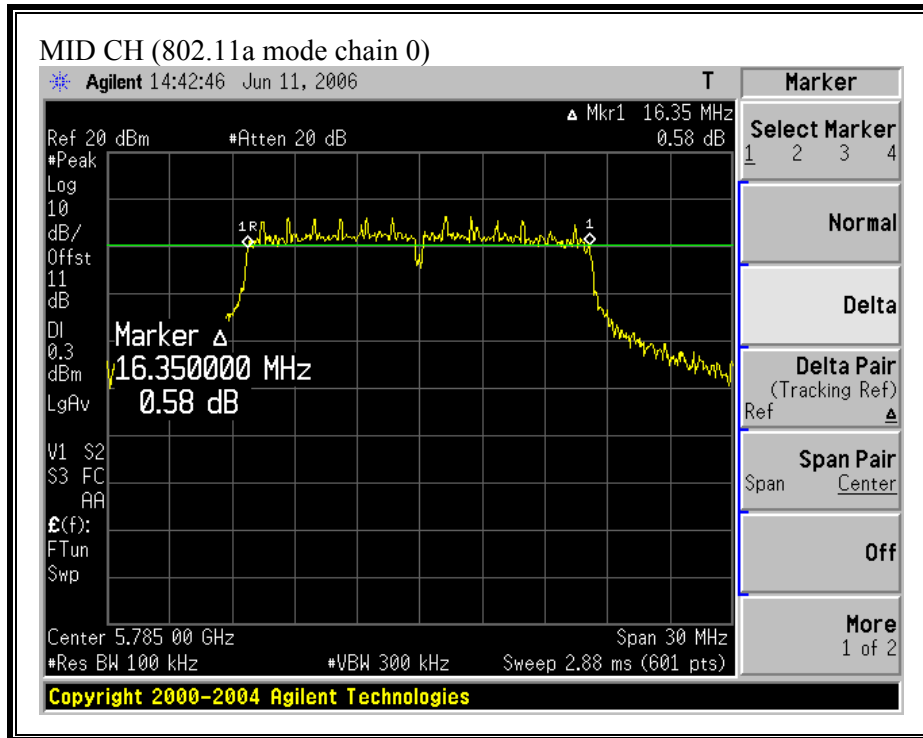 MID CH (802.11a mode chain 0)
Agilent 14:42:46 Jun 11, 2006 T
Δ Mkr1 16.35 MHz
Ref 20 dBm #Atten 20 dB 0.58 dB
#Peak
Log
10
dB/
Offst
11
dB
DI
0.3
dBm
LgAv
V1 S2
S3 FC
AA
£(f):
FTun
Swp
1R
1
Marker Δ
16.350000 MHz
0.58 dB
Center 5.785 00 GHz Span 30 MHz
#Res BW 100 kHz #VBW 300 kHz Sweep 2.88 ms (601 pts)
Copyright 2000-2004 Agilent Technologies
Marker
Select Marker
1 2 3 4
Normal
Delta
Delta Pair
(Tracking Ref)
Ref Δ
Span Pair
Span Center
Off
More
1 of 2